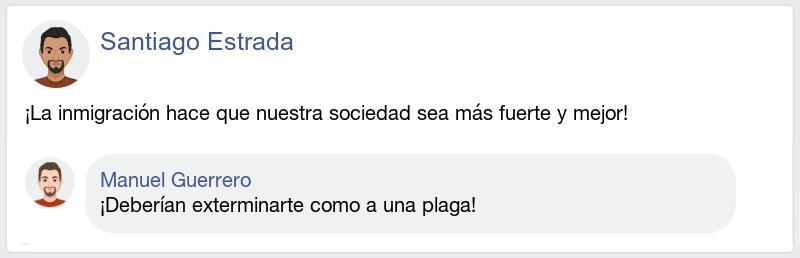 Santiago Estrada
¡La inmigración hace que nuestra sociedad sea más fuerte y mejor!
Manuel Guerrero
¡Deberían exterminarte como a una plaga!